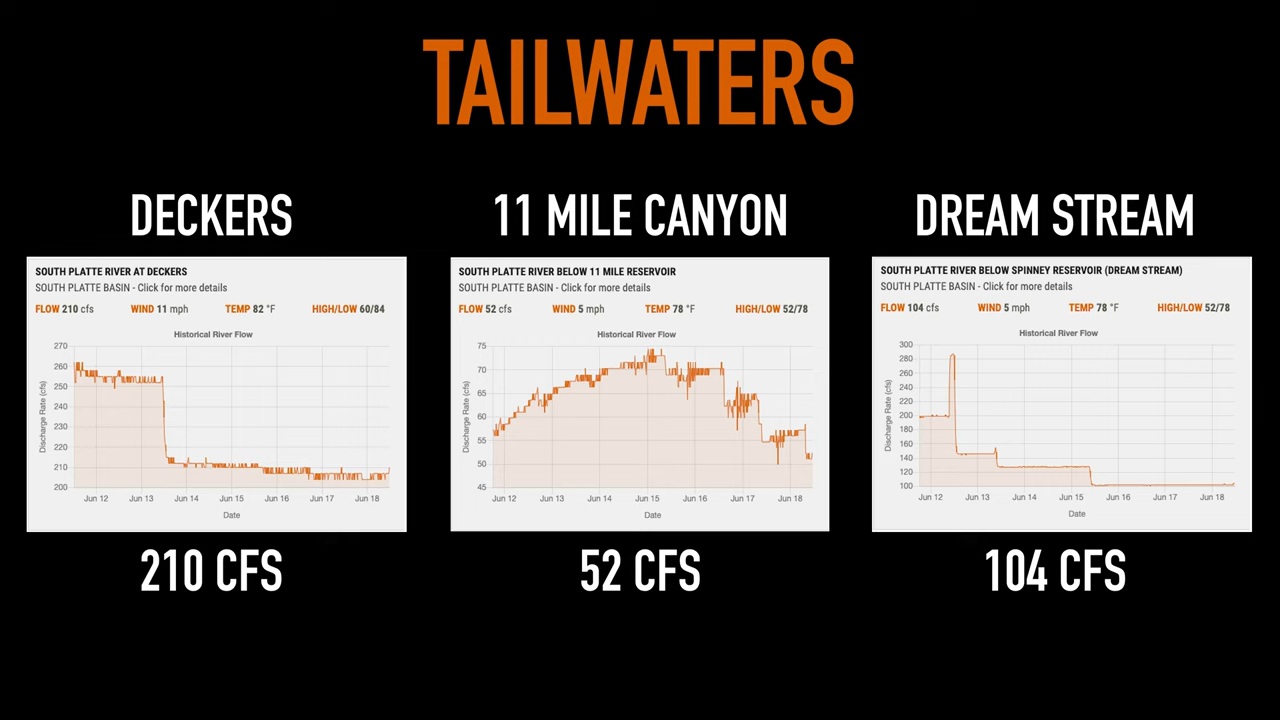 TAILWATERS
DECKERS
SOUTH PLATTE RIVER AT DECKERS
SOUTH PLATTE BASIN - Click for more details
FLOW 210 cfs WIND 11 mph TEMP 82 °F HIGH/LOW 60/84
Historical River Flow
Discharge Rate (cfs)
270
260
250
240
230
220
210
200
Jun 12 Jun 13 Jun 14 Jun 15 Jun 16 Jun 17 Jun 18
Date
210 CFS
11 MILE CANYON
SOUTH PLATTE RIVER BELOW 11 MILE RESERVOIR
SOUTH PLATTE BASIN - Click for more details
FLOW 52 cfs WIND 5 mph TEMP 78 °F HIGH/LOW 52/78
Historical River Flow
Discharge Rate (cfs)
75
70
65
60
55
50
45
Jun 12 Jun 13 Jun 14 Jun 15 Jun 16 Jun 17 Jun 18
Date
52 CFS
DREAM STREAM
SOUTH PLATTE RIVER BELOW SPINNEY RESERVOIR (DREAM STREAM)
SOUTH PLATTE BASIN - Click for more details
FLOW 104 cfs WIND 5 mph TEMP 78 °F HIGH/LOW 52/78
Historical River Flow
Discharge Rate (cfs)
300
280
260
240
220
200
180
160
140
120
100
Jun 12 Jun 13 Jun 14 Jun 15 Jun 16 Jun 17 Jun 18
Date
104 CFS